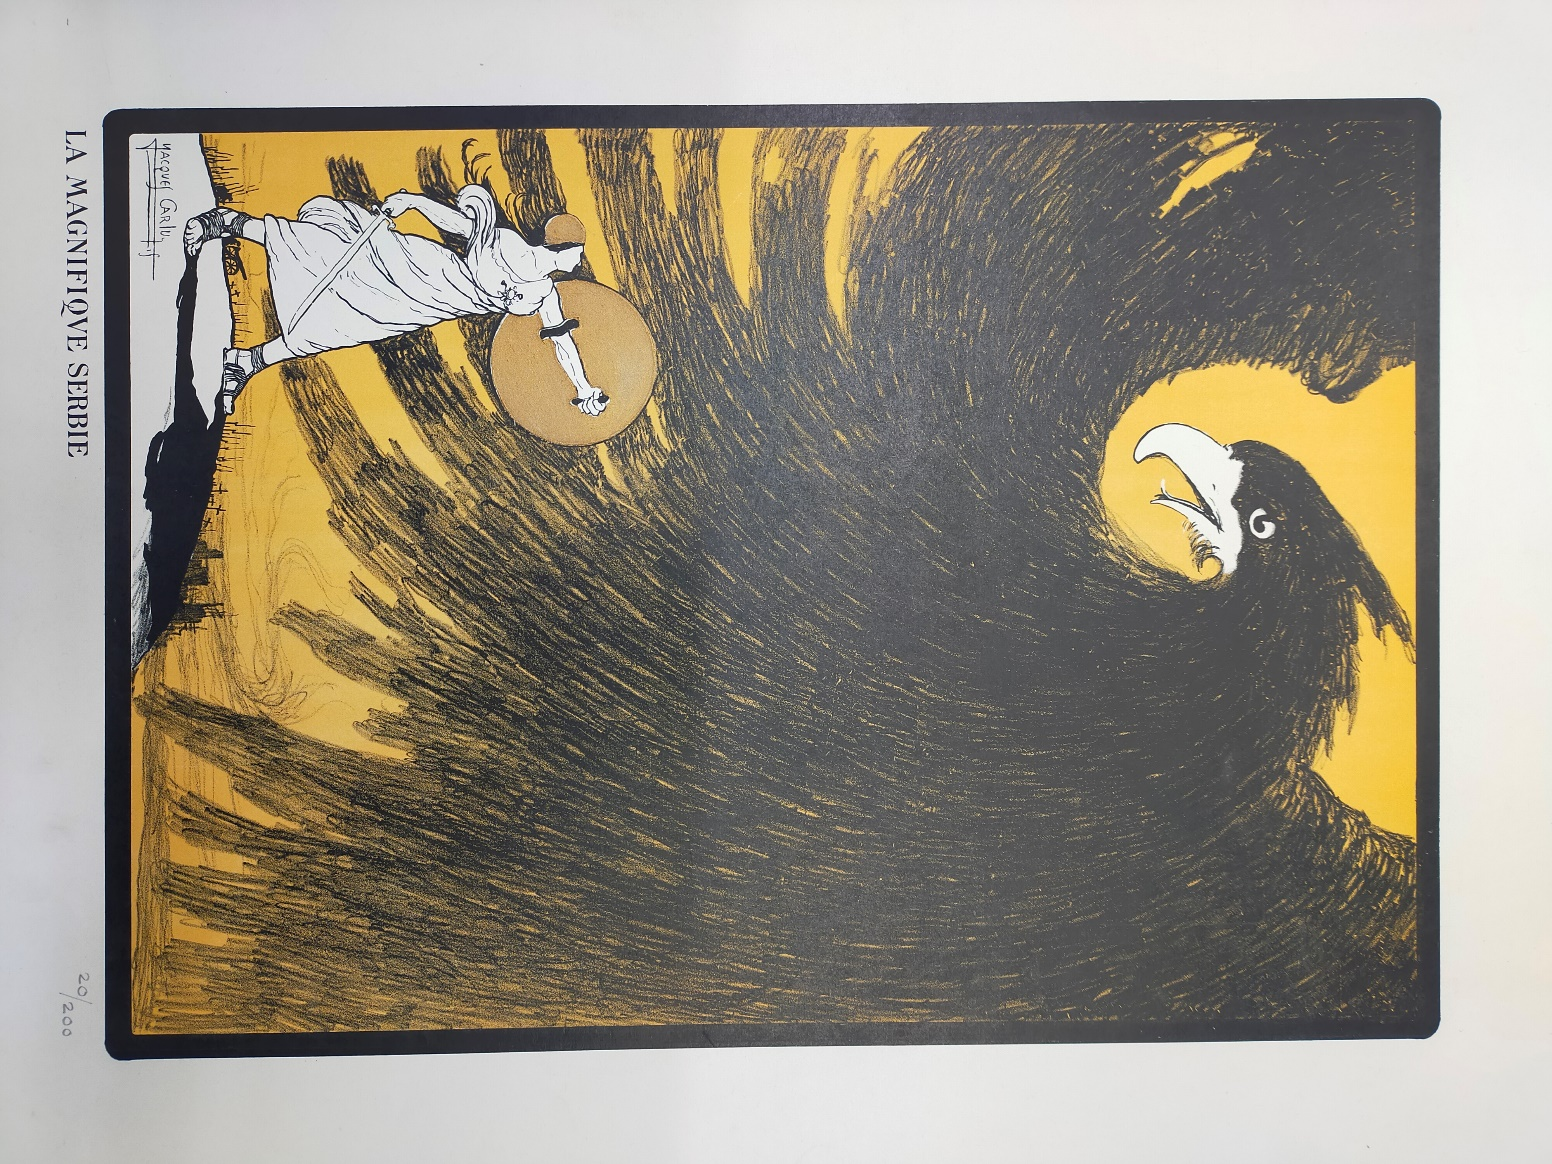 JACQUES CARLU
LA MAGNIFIQVE SERBIE
20/200